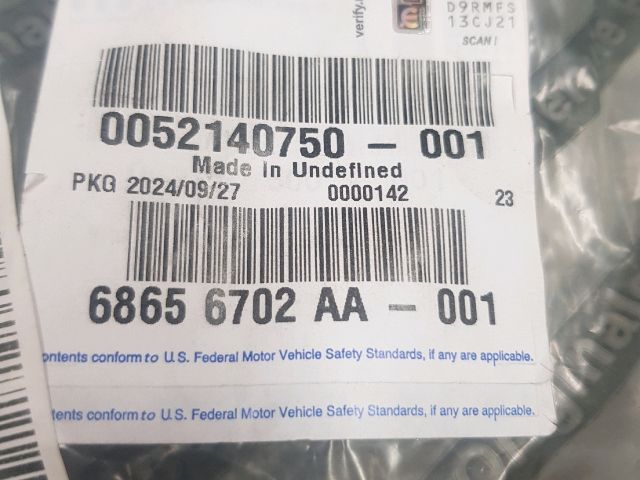 verify.
D9RMFS
13CJ21
SCAN!
0052140750 - 001
Made in Undefined
PKG 2024/09/27 0000142 23
6865 6702 AA - 001
ontents conform to U.S. Federal Motor Vehicle Safety Standards, if any are applicable.
tents conform to U.S. Federal Motor Vehicle Safety Standards, if any are applicable.